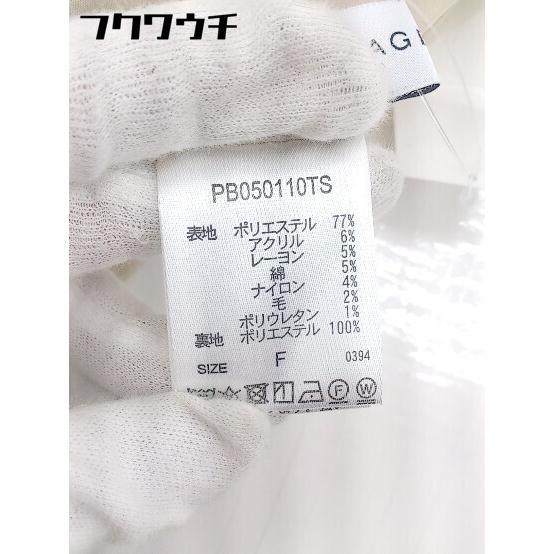 フクワウチ
AG
PB050110TS
表地 ポリエステル 77%
アクリル 6%
レーヨン 5%
綿 5%
ナイロン 4%
毛 2%
ポリウレタン 1%
裏地 ポリエステル 100%
SIZE F 0394
F W